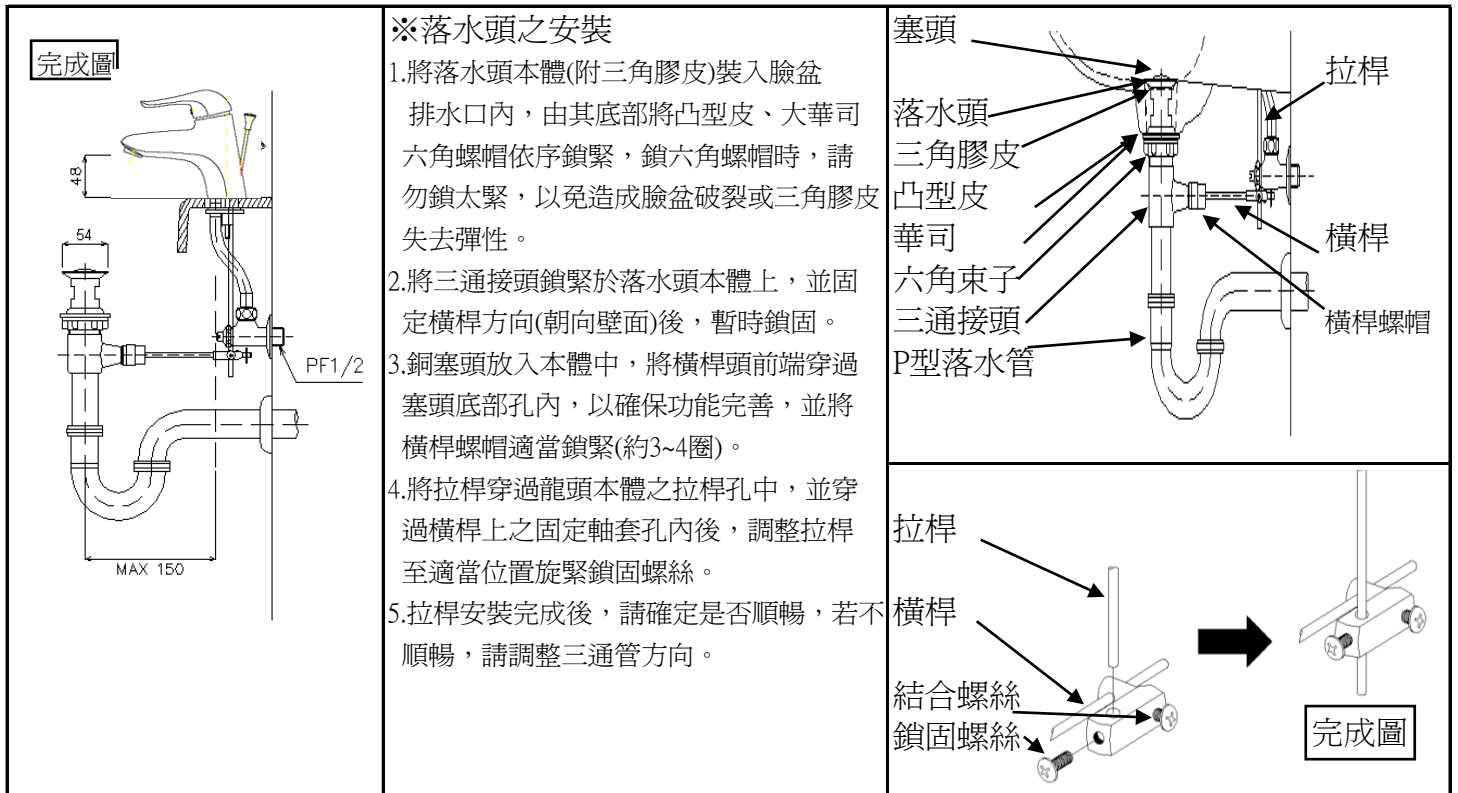 完成圖
48
54
PF1/2
MAX 150
※落水頭之安裝
1.將落水頭本體(附三角膠皮)裝入臉盆
排水口內，由其底部將凸型皮、大華司
六角螺帽依序鎖緊，鎖六角螺帽時，請
勿鎖太緊，以免造成臉盆破裂或三角膠皮
失去彈性。
2.將三通接頭鎖緊於落水頭本體上，並固
定橫桿方向(朝向壁面)後，暫時鎖固。
3.銅塞頭放入本體中，將橫桿頭前端穿過
塞頭底部孔內，以確保功能完善，並將
橫桿螺帽適當鎖緊(約3~4圈)。
4.將拉桿穿過龍頭本體之拉桿孔中，並穿
過橫桿上之固定軸套孔內後，調整拉桿
至適當位置旋緊鎖固螺絲。
5.拉桿安裝完成後，請確定是否順暢，若不
順暢，請調整三通管方向。
塞頭
拉桿
落水頭
三角膠皮
凸型皮
華司
橫桿
六角束子
三通接頭
橫桿螺帽
P型落水管
拉桿
橫桿
結合螺絲
鎖固螺絲
完成圖